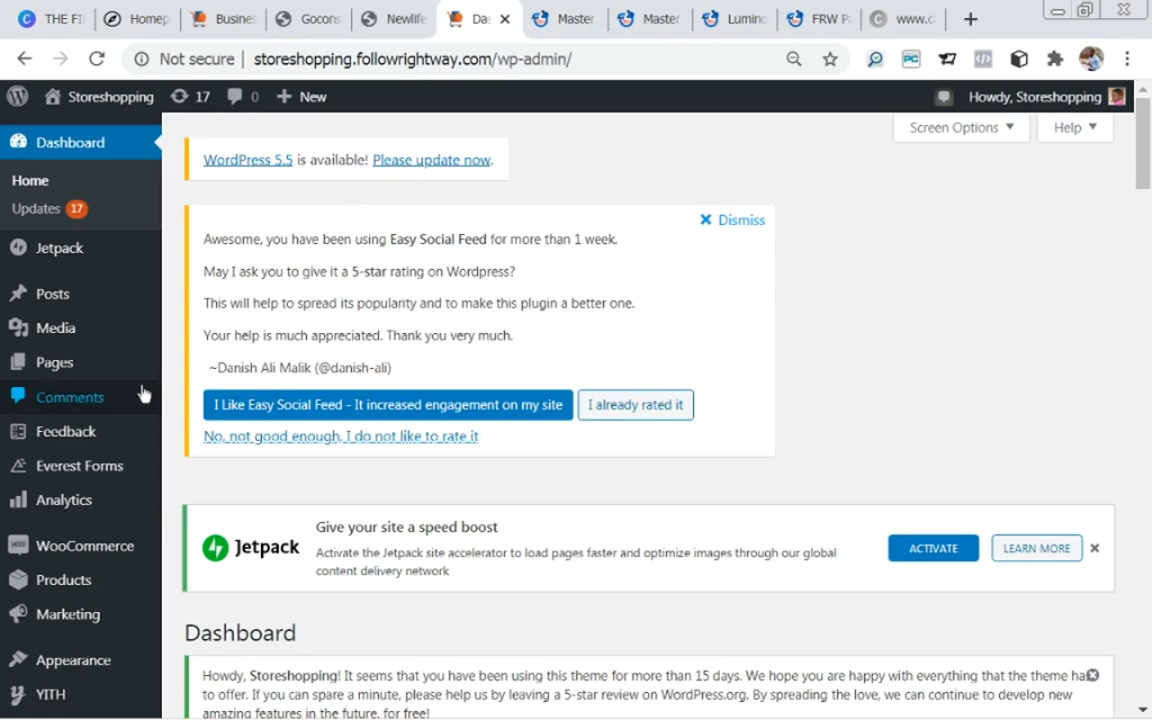 THE FI
Homep
Busines
Gocons
Newlife
Das
Master
Master
Lumino
FRW P
www.c
Not secure
storeshopping.followrightway.com/wp-admin/
PC
Storeshopping
17
0
New
Howdy, Storeshopping
Dashboard
Home
Updates 17
Jetpack
Posts
Media
Pages
Comments
Feedback
Everest Forms
Analytics
WooCommerce
Products
Marketing
Appearance
YITH
Screen Options
Help
WordPress 5.5 is available! Please update now.
Dismiss
Awesome, you have been using Easy Social Feed for more than 1 week.
May I ask you to give it a 5-star rating on Wordpress?
This will help to spread its popularity and to make this plugin a better one.
Your help is much appreciated. Thank you very much.
~Danish Ali Malik (@danish-ali)
I Like Easy Social Feed - It increased engagement on my site
I already rated it
No, not good enough, I do not like to rate it
Jetpack
Give your site a speed boost
Activate the Jetpack site accelerator to load pages faster and optimize images through our global
content delivery network
ACTIVATE
LEARN MORE
Dashboard
Howdy, Storeshopping! It seems that you have been using this theme for more than 15 days. We hope you are happy with everything that the theme has
to offer. If you can spare a minute, please help us by leaving a 5-star review on WordPress.org. By spreading the love, we can continue to develop new
amazing features in the future, for free!